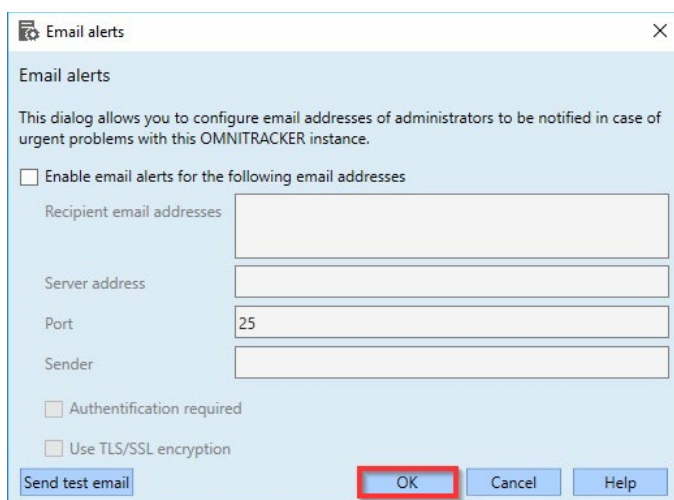 Email alerts
Email alerts
This dialog allows you to configure email addresses of administrators to be notified in case of
urgent problems with this OMNITRACKER instance.
Enable email alerts for the following email addresses
Recipient email addresses
Server address
Port 25
Sender
Authentification required
Use TLS/SSL encryption
Send test email OK Cancel Help